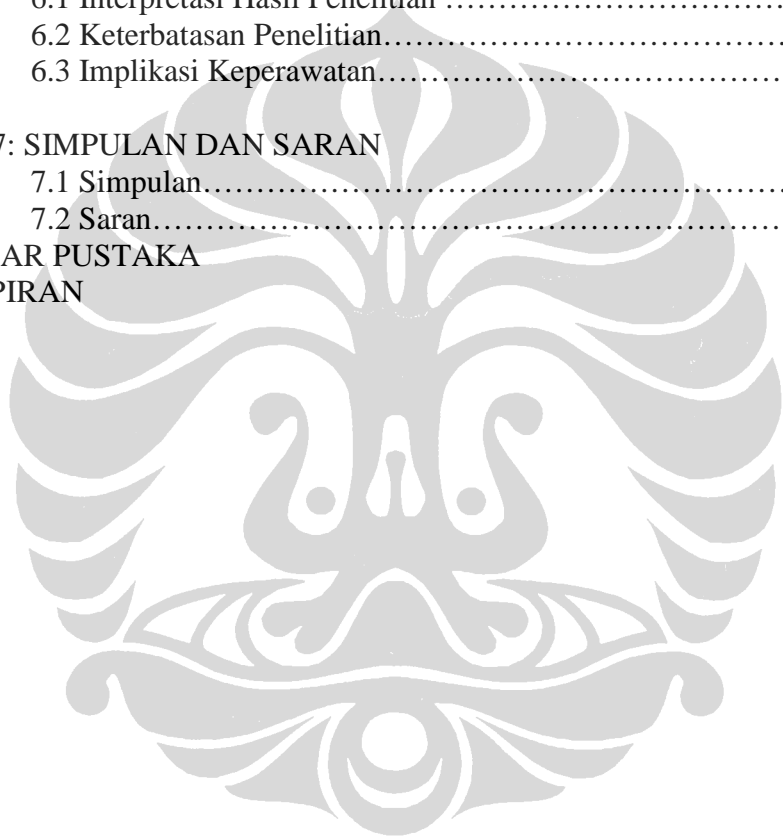 6.1 Interpretasi Hasil Penelitian ……………………………………
6.2 Keterbatasan Penelitian……………………………………………
6.3 Implikasi Keperawatan……………………………………………
7: SIMPULAN DAN SARAN
7.1 Simpulan………………………………………………………………
7.2 Saran……………………………………………………………………
AR PUSTAKA
PIRAN